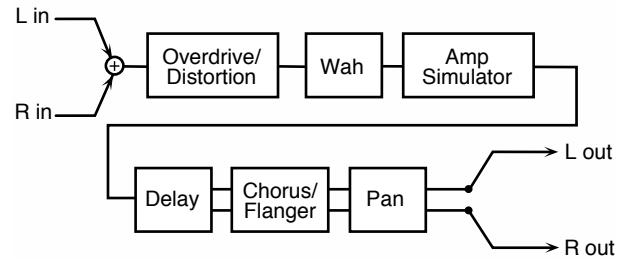 L in
R in
+
Overdrive/
Distortion
Wah
Amp
Simulator
Delay
Chorus/
Flanger
Pan
L out
R out